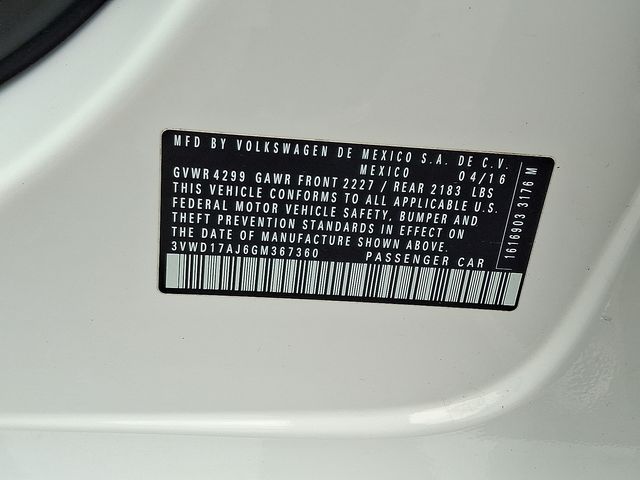 MFD BY VOLKSWAGEN DE MEXICO S.A. DE C.V.
MEXICO 04/16
GVWR 4299 GAWR FRONT 2227 / REAR 2183 LBS
THIS VEHICLE CONFORMS TO ALL APPLICABLE U.S.
FEDERAL MOTOR VEHICLE SAFETY, BUMPER AND
THEFT PREVENTION STANDARDS IN EFFECT ON
THE DATE OF MANUFACTURE SHOWN ABOVE.
3VWD17AJ6GM367360 PASSENGER CAR
1616903 3176 M